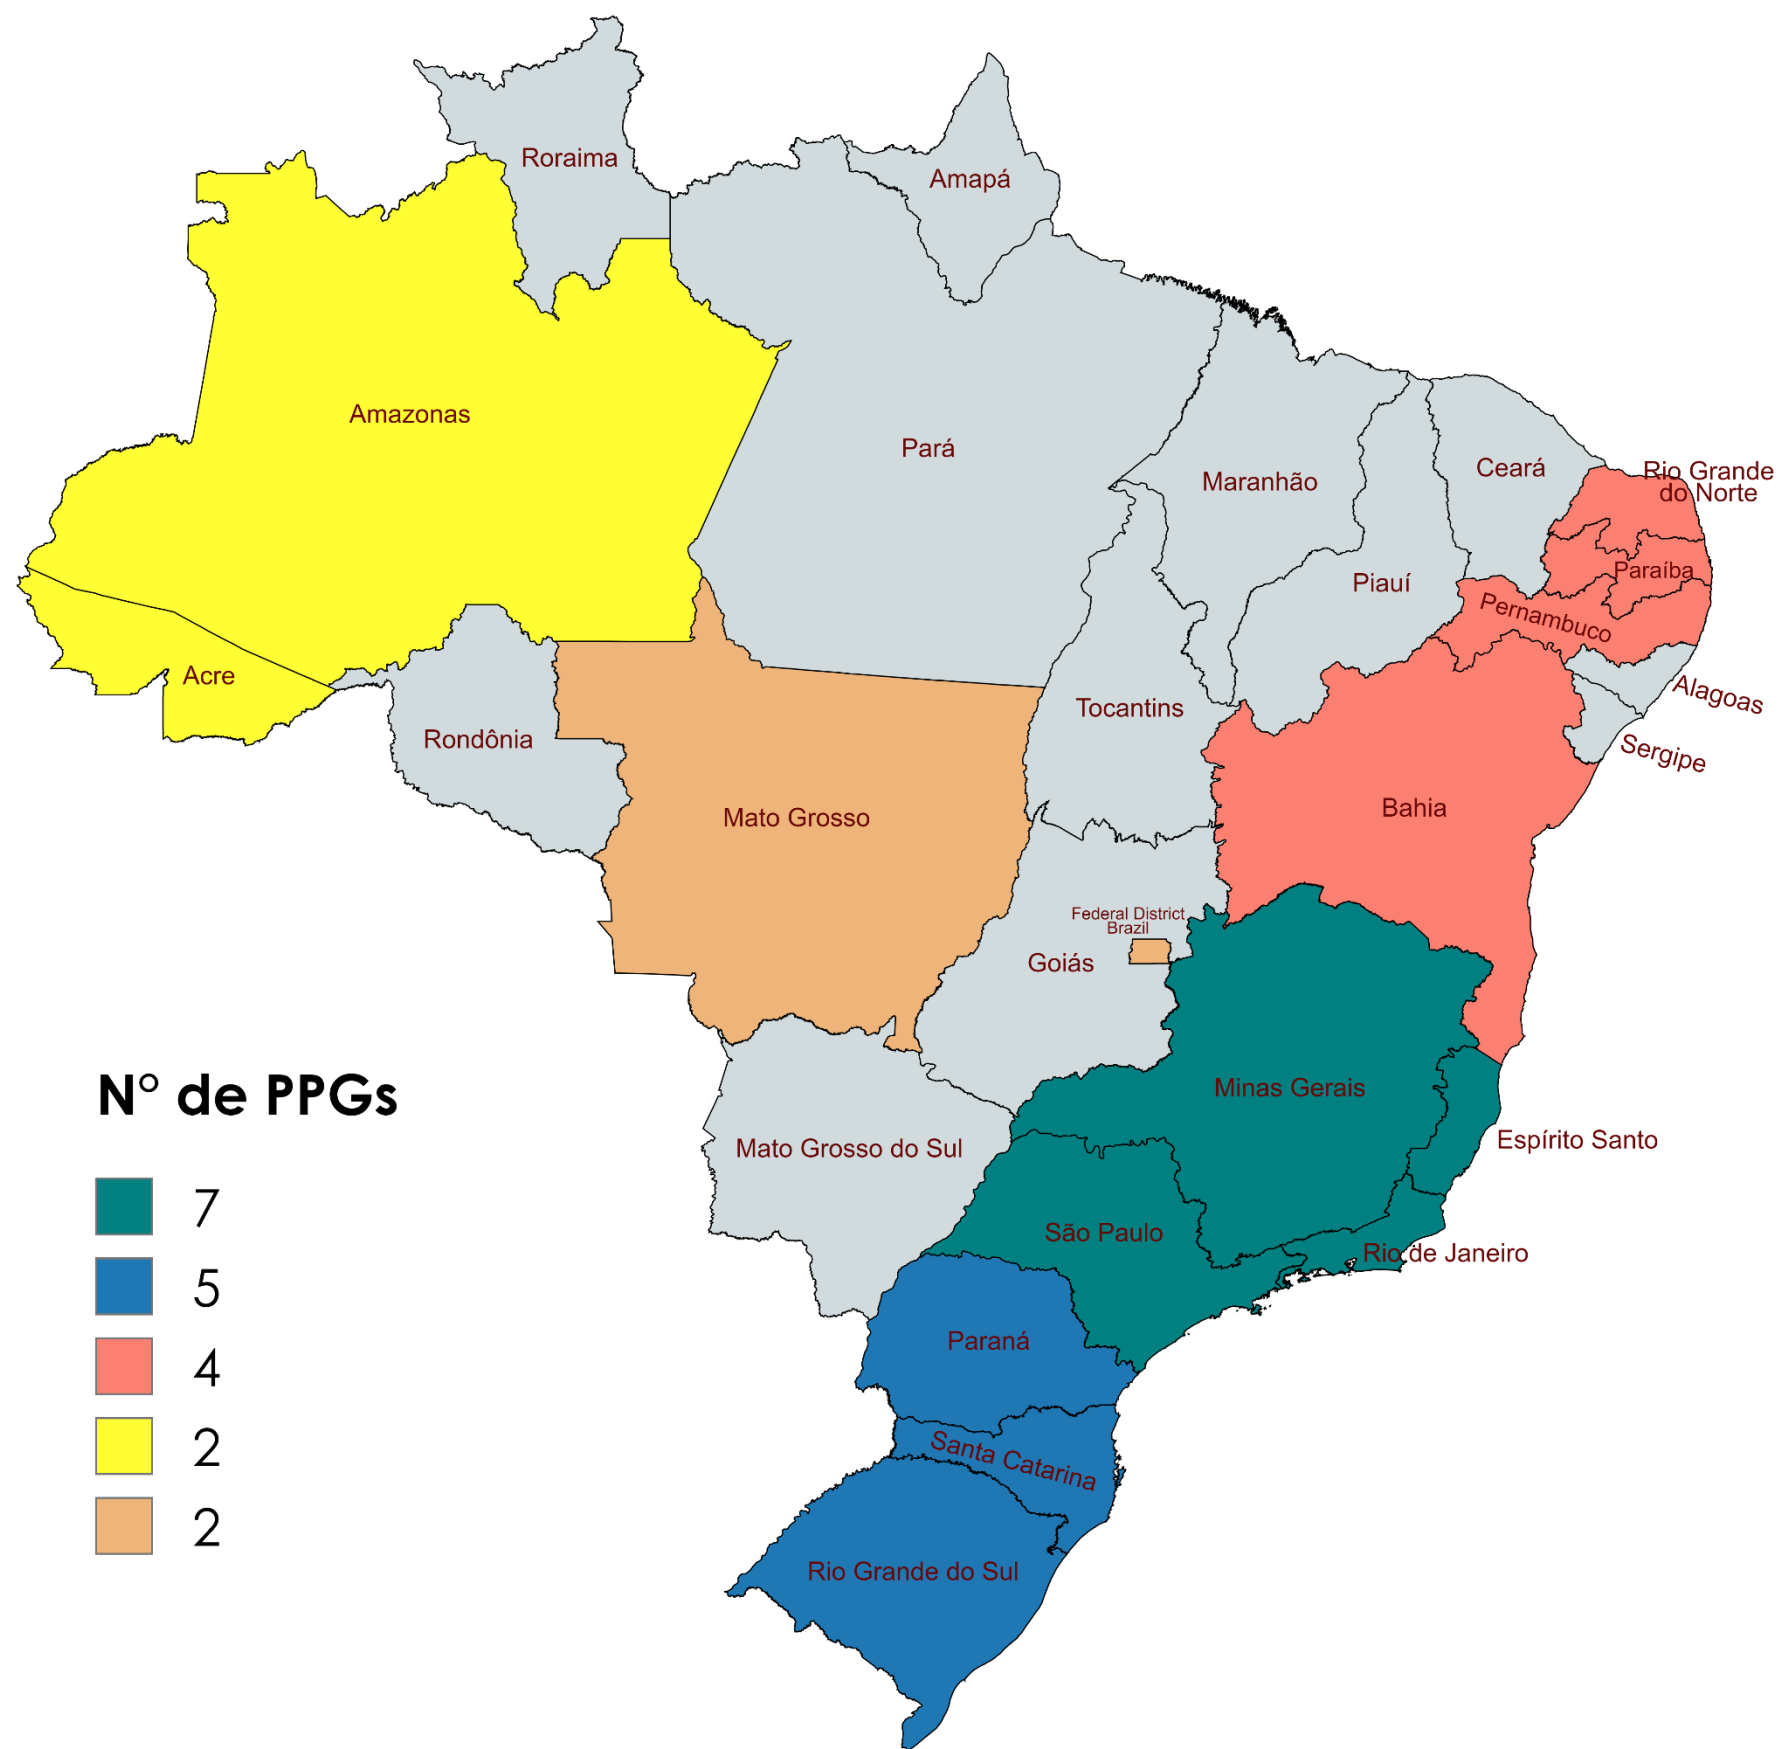 Roraima
Amapá
Amazonas
Pará
Maranhão
Ceará
Rio Grande
do Norte
Piauí
Paraíba
Pernambuco
Acre
Rondônia
Tocantins
Alagoas
Sergipe
Mato Grosso
Bahia
Federal District
Brazil
Goiás
Minas Gerais
Mato Grosso do Sul
Espírito Santo
São Paulo
Rio de Janeiro
Paraná
Santa Catarina
Rio Grande do Sul
N° de PPGs
7
5
4
2
2